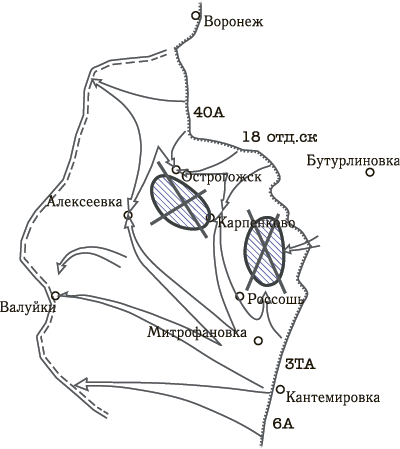 Воронеж
40А
18 отд.ск
Бутурлиновка
Острогожск
Алексеевка
Карпенково
Россошь
Валуйки
Митрофановка
3ТА
Кантемировка
6А